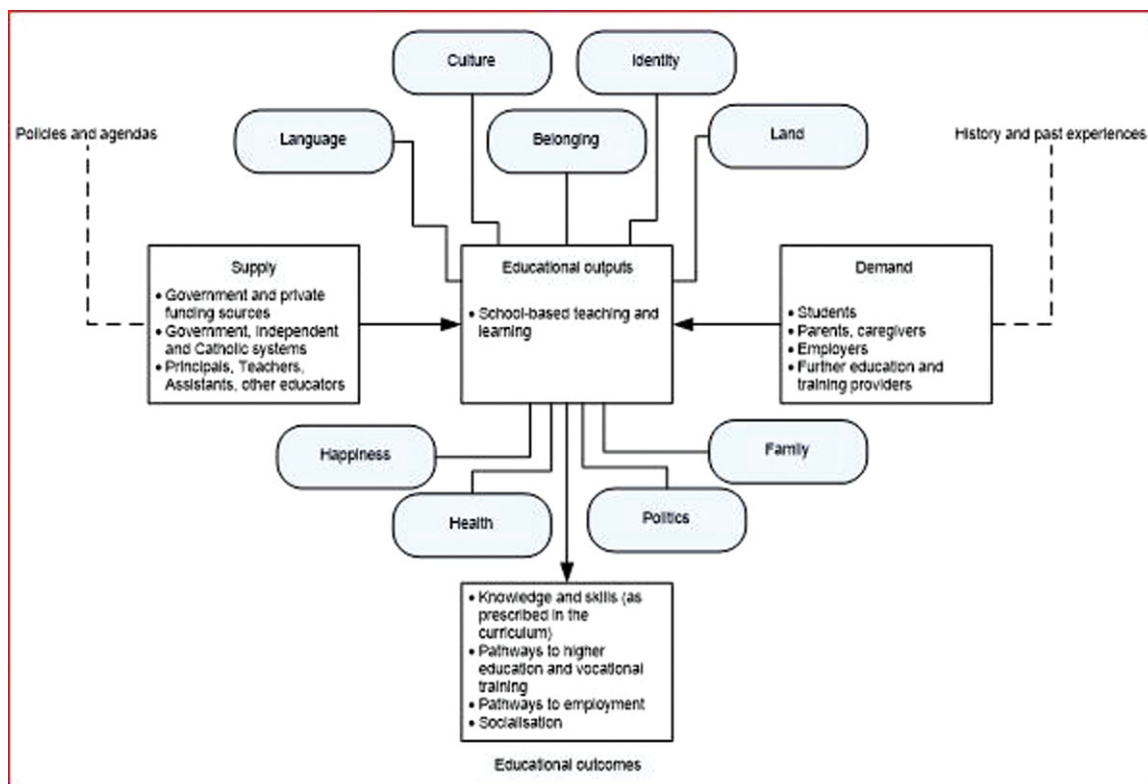 Culture
Identity
Policies and agendas
Language
Belonging
Land
History and past experiences
Supply
• Government and private
funding sources
• Government, Independent
and Catholic systems
• Principals, Teachers,
Assistants, other educators
Educational outputs
• School-based teaching and
learning
Demand
• Students
• Parents, caregivers
• Employers
• Further education and
training providers
Happiness
Family
Health
Politics
• Knowledge and skills (as
prescribed in the
curriculum)
• Pathways to higher
education and vocational
training
• Pathways to employment
• Socialisation
Educational outcomes